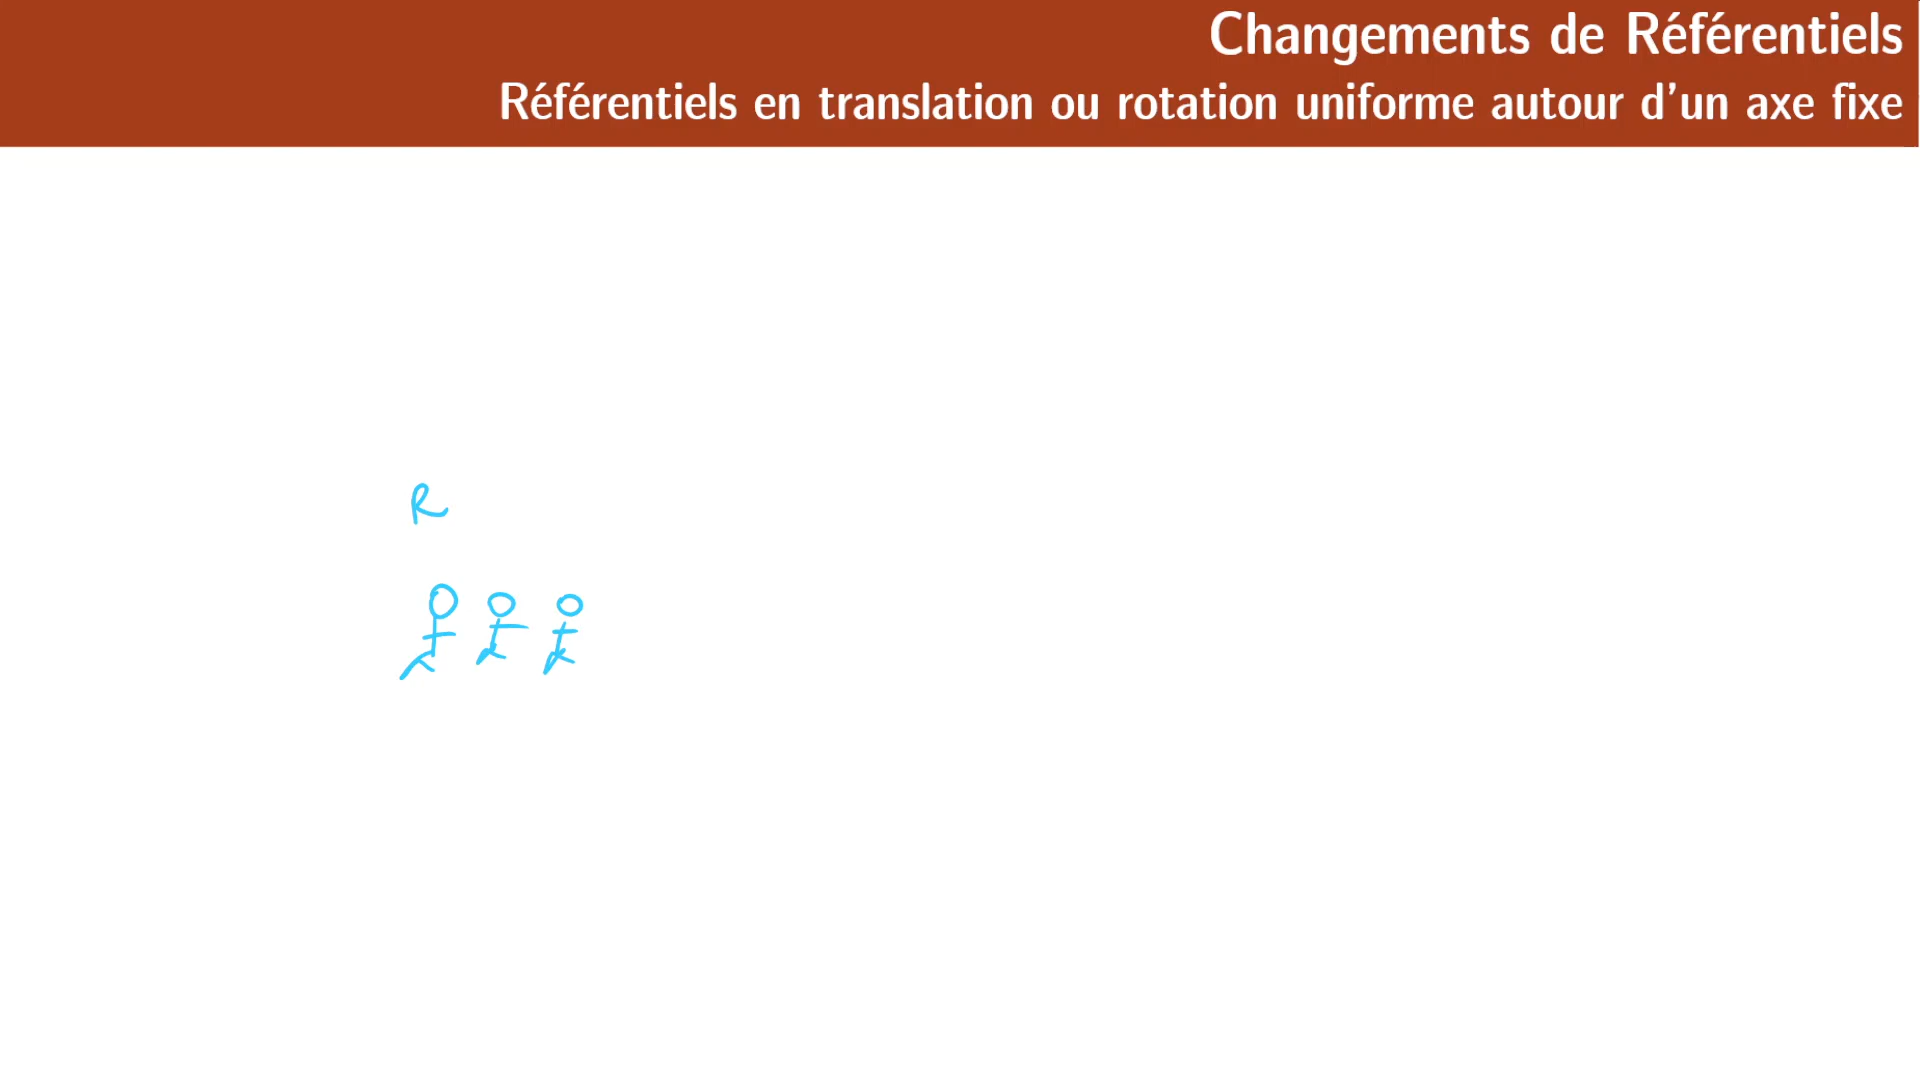 Changements de Référentiels
Référentiels en translation ou rotation uniforme autour d'un axe fixe
R